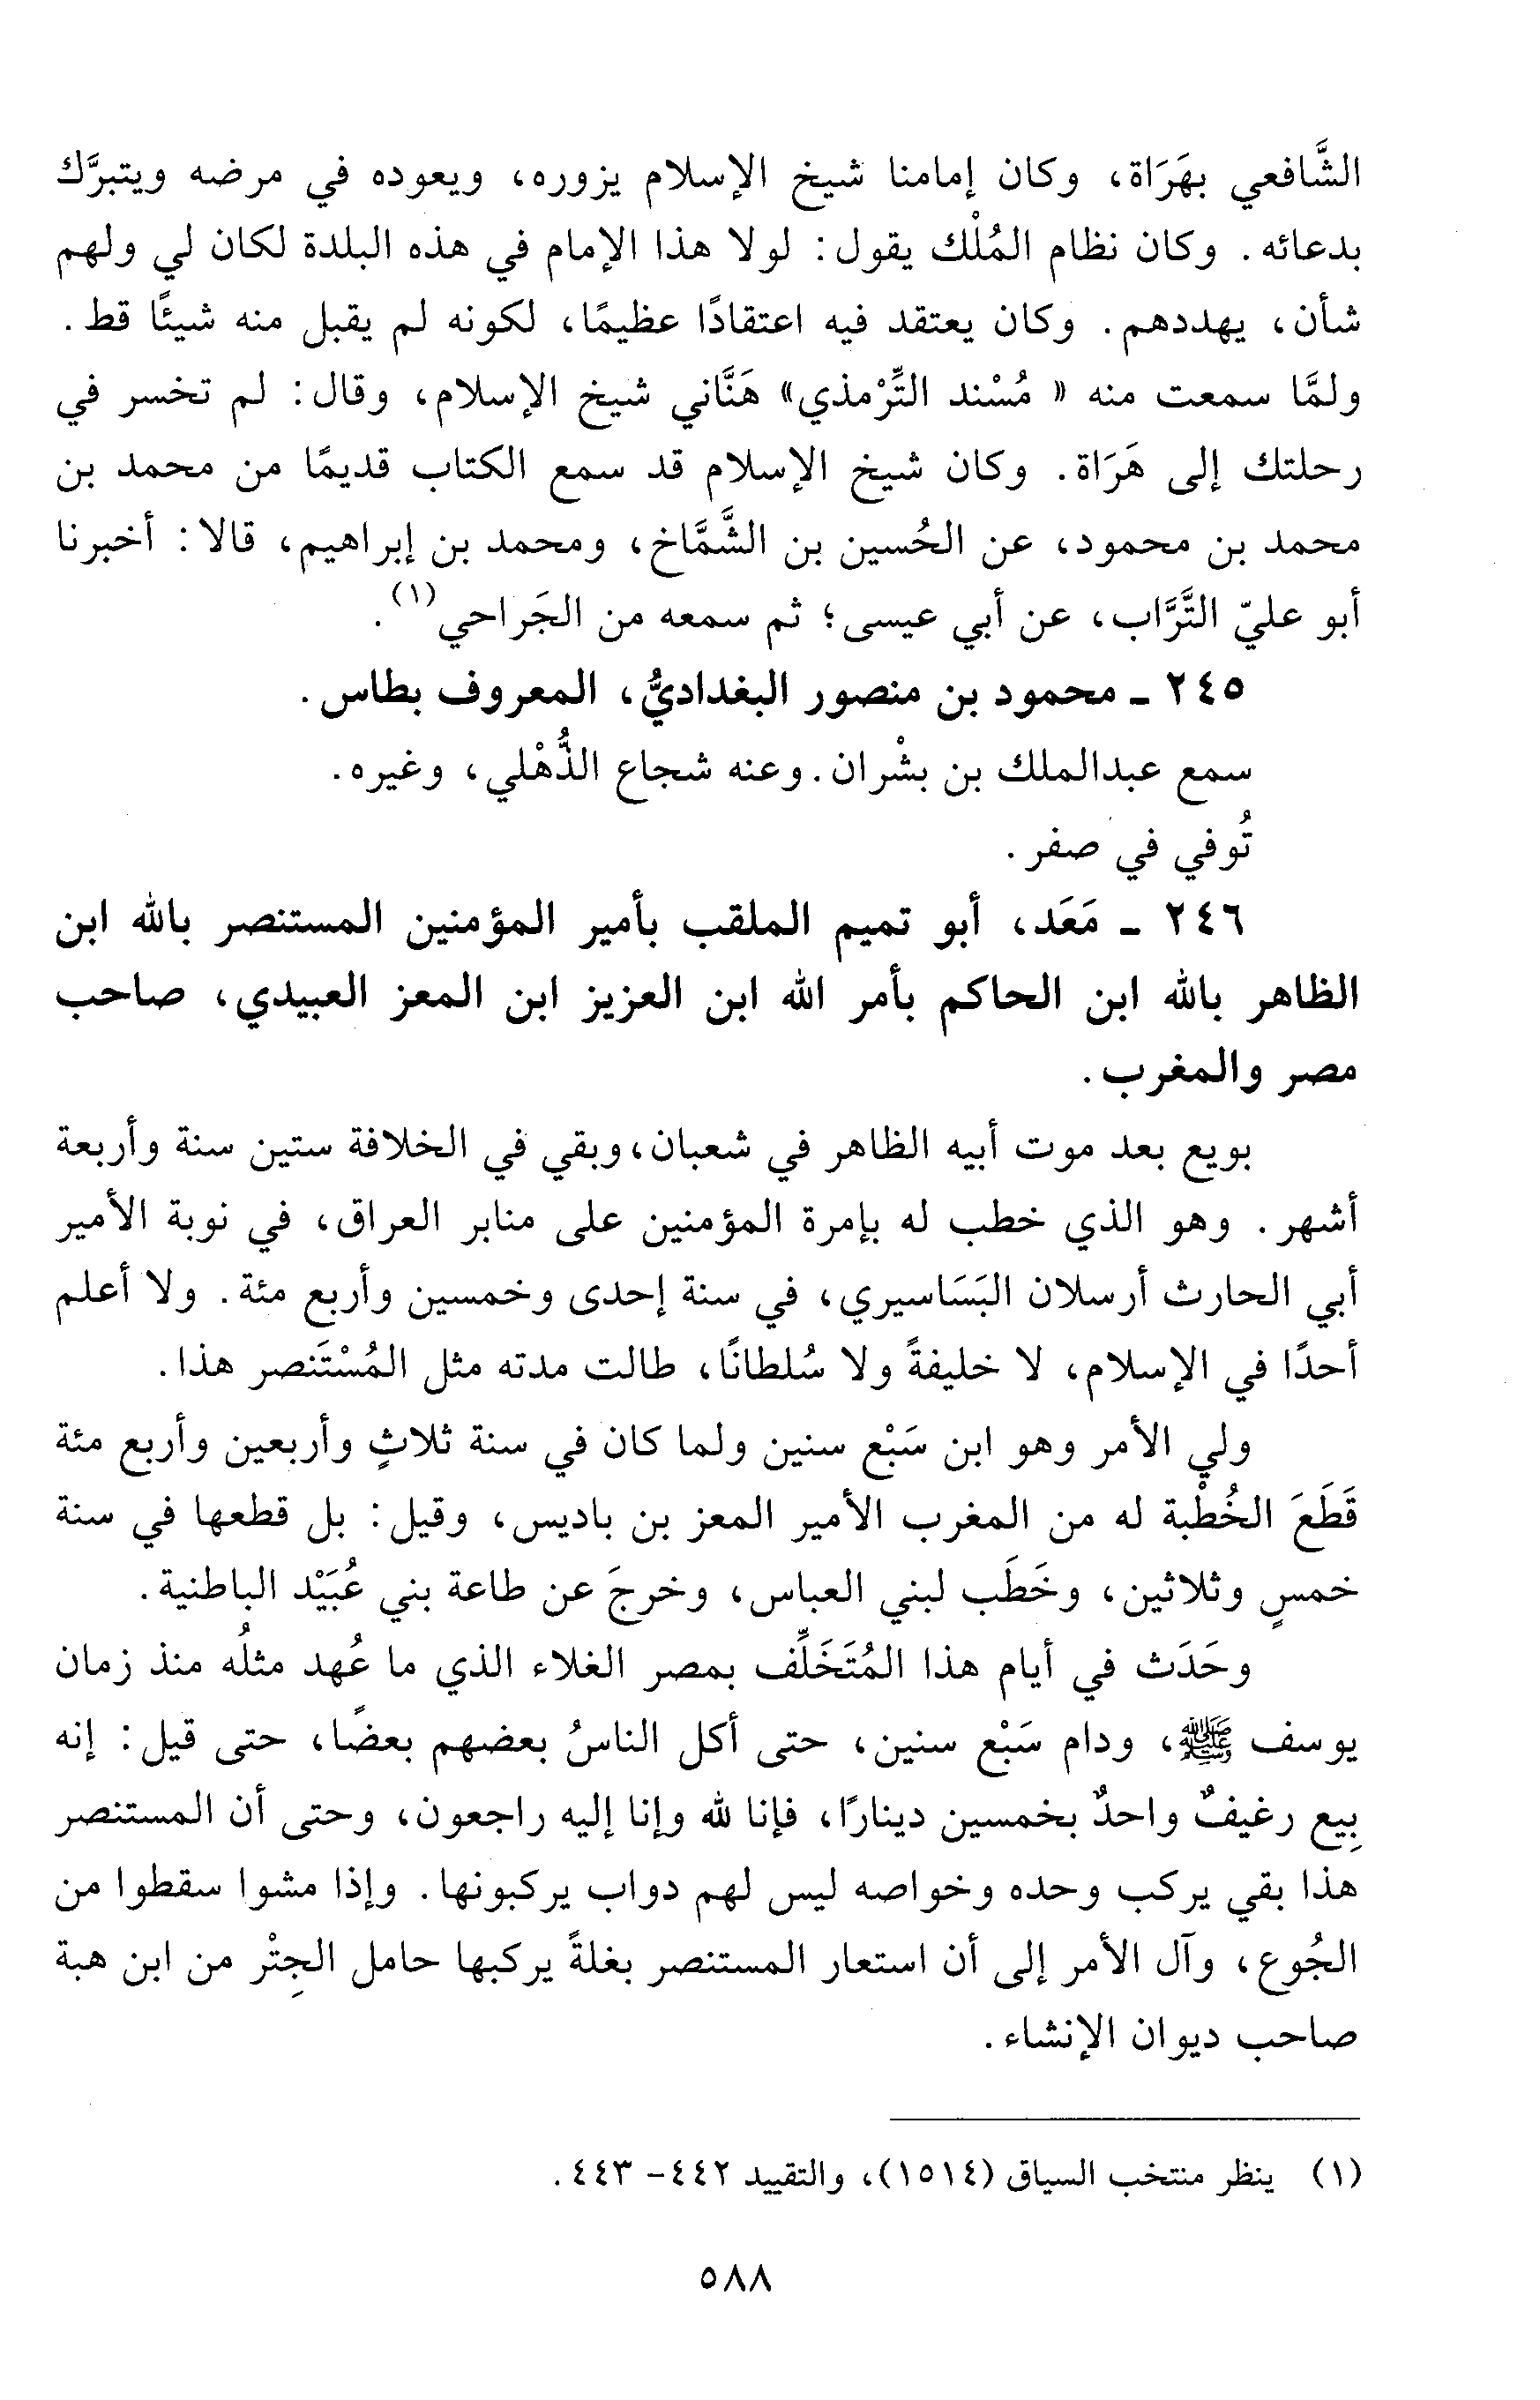 الشَّافعي بهَرَاة، وكان إمامنا شيخ الإسلام يزوره، ويعوده في مرضه ويتبرَّك
بدعائه. وكان نظام المُلْك يقول: لولا هذا الإمام في هذه البلدة لكان لي ولهم
شأن، يهددهم. وكان يعتقد فيه اعتقادًا عظيمًا، لكونه لم يقبل منه شيئًا قط.
ولمَّا سمعت منه « مُسْند التِّرْمذي» هَنَّاني شيخ الإسلام، وقال: لم تخسر في
رحلتك إلى هَرَاة. وكان شيخ الإسلام قد سمع الكتاب قديمًا من محمد بن
محمد بن محمود، عن الحُسين بن الشَّمَّاخ، ومحمد بن إبراهيم، قالا: أخبرنا
أبو عليّ التَّرَّاب، عن أبي عيسى؛ ثم سمعه من الجَراحي(١).
٢٤٥ ـ محمود بن منصور البغداديُّ، المعروف بطاس.
سمع عبدالملك بن بشْران. وعنه شجاع الذُّهْلي، وغيره.
تُوفي في صفر.
٢٤٦ ـ مَعَد، أبو تميم الملقب بأمير المؤمنين المستنصر بالله ابن
الظاهر بالله ابن الحاكم بأمر الله ابن العزيز ابن المعز العبيدي، صاحب
مصر والمغرب.
بويع بعد موت أبيه الظاهر في شعبان، وبقي في الخلافة ستين سنة وأربعة
أشهر. وهو الذي خطب له بإمرة المؤمنين على منابر العراق، في نوبة الأمير
أبي الحارث أرسلان البَسَاسيري، في سنة إحدى وخمسين وأربع مئة. ولا أعلم
أحدًا في الإسلام، لا خليفةً ولا سُلطانًا، طالت مدته مثل المُسْتَنصر هذا.
ولي الأمر وهو ابن سَبْع سنين ولما كان في سنة ثلاثٍ وأربعين وأربع مئة
قَطَعَ الخُطْبة له من المغرب الأمير المعز بن باديس، وقيل: بل قطعها في سنة
خمسٍ وثلاثين، وخَطَب لبني العباس، وخرجَ عن طاعة بني عُبَيْد الباطنية.
وحَدَث في أيام هذا المُتَخَلِّف بمصر الغلاء الذي ما عُهد مثلُه منذ زمان
يوسف ﷺ، ودام سَبْع سنين، حتى أكل الناسُ بعضهم بعضًا، حتى قيل: إنه
بِيع رغيفٌ واحدٌ بخمسين دينارًا، فإنا لله وإنا إليه راجعون، وحتى أن المستنصر
هذا بقي يركب وحده وخواصه ليس لهم دواب يركبونها. وإذا مشوا سقطوا من
الجُوع، وآل الأمر إلى أن استعار المستنصر بغلةً يركبها حامل الجِتْر من ابن هبة
صاحب ديوان الإنشاء.
(١) ينظر منتخب السياق (١٥١٤)، والتقييد ٤٤٢- ٤٤٣.
٥٨٨